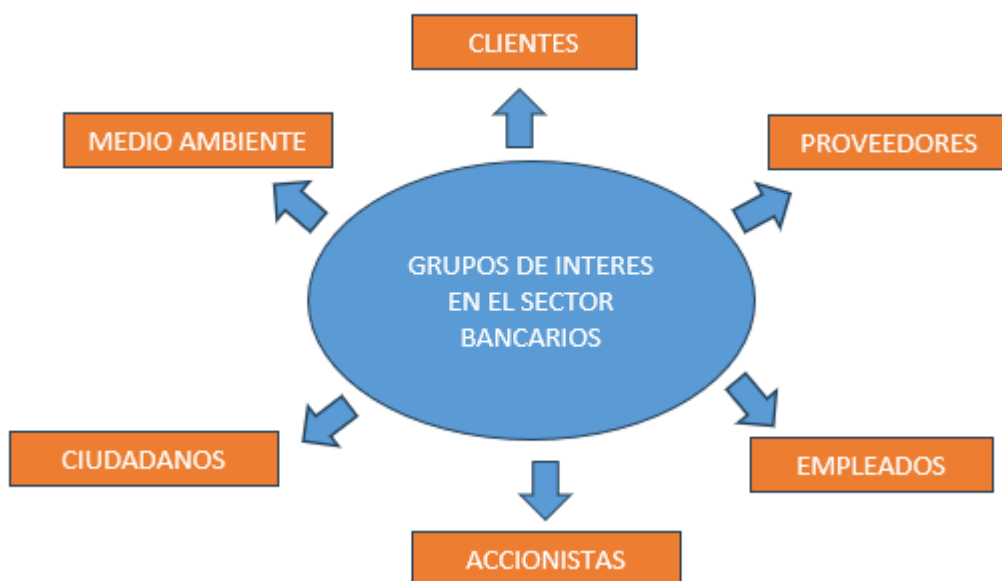 CLIENTES
MEDIO AMBIENTE
PROVEEDORES
GRUPOS DE INTERES
EN EL SECTOR
BANCARIOS
CIUDADANOS
EMPLEADOS
ACCIONISTAS